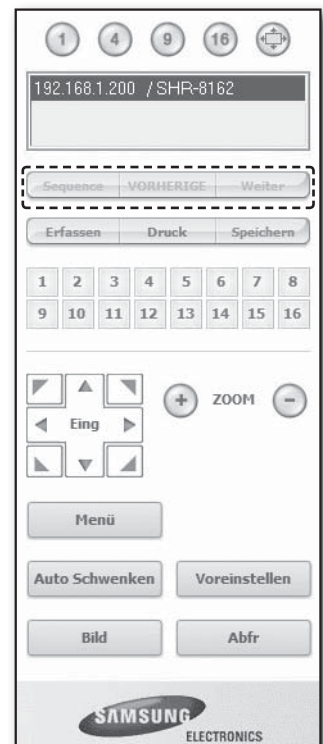 1 4 9 16
192.168.1.200 / SHR-8162
Sequence VORHERIGE Weiter
Erfassen Druck Speichern
1 2 3 4 5 6 7 8
9 10 11 12 13 14 15 16
Eing + ZOOM -
Menü
Auto Schwenken Voreinstellen
Bild Abfr
SAMSUNG
ELECTRONICS